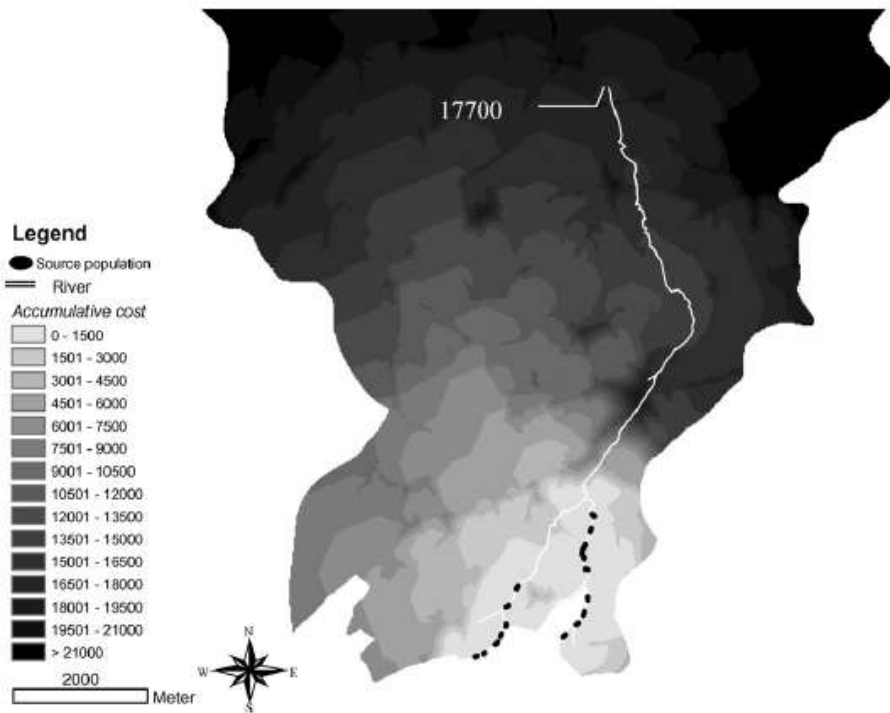 17700
Legend
Source population
River
Accumulative cost
0 - 1500
1501 - 3000
3001 - 4500
4501 - 6000
6001 - 7500
7501 - 9000
9001 - 10500
10501 - 12000
12001 - 13500
13501 - 15000
15001 - 16500
16501 - 18000
18001 - 19500
19501 - 21000
> 21000
2000
Meter
N
W E
S